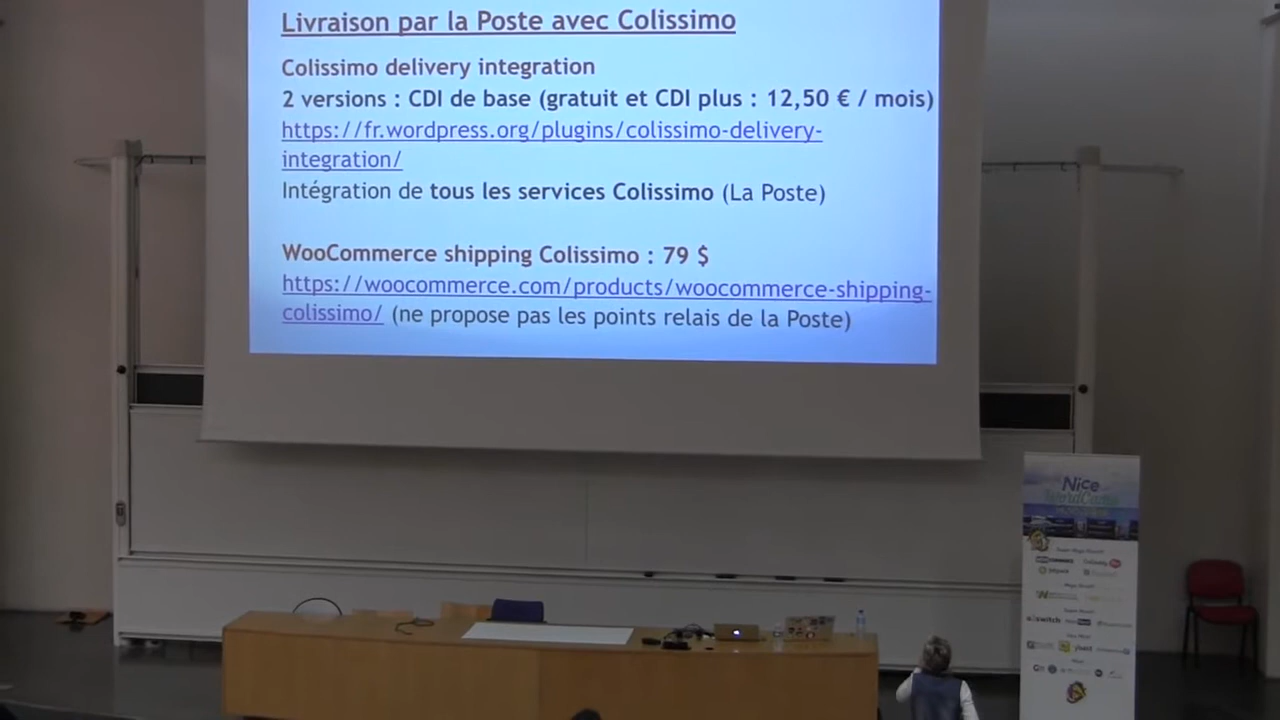 Livraison par la Poste avec Colissimo
Colissimo delivery integration
2 versions : CDI de base (gratuit et CDI plus : 12,50 € / mois)
https://fr.wordpress.org/plugins/colissimo-delivery-
integration/
Intégration de tous les services Colissimo (La Poste)
WooCommerce shipping Colissimo : 79 $
https://woocommerce.com/products/woocommerce-shipping-
colissimo/ (ne propose pas les points relais de la Poste)
Nice
WordCamp